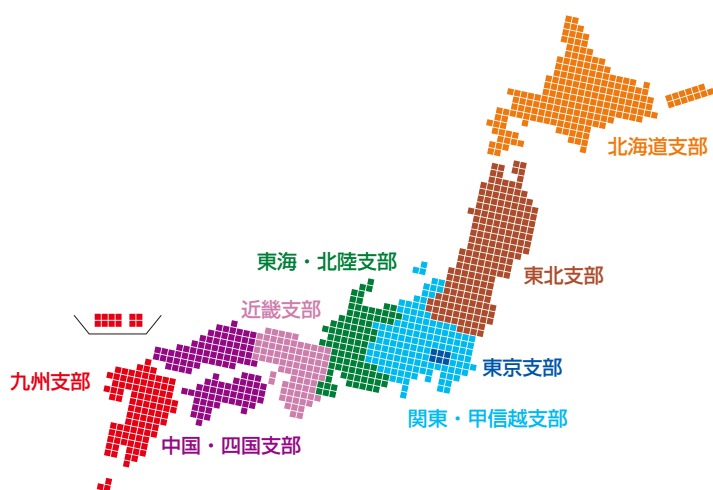 北海道支部
東海・北陸支部
東北支部
近畿支部
東京支部
九州支部
関東・甲信越支部
中国・四国支部